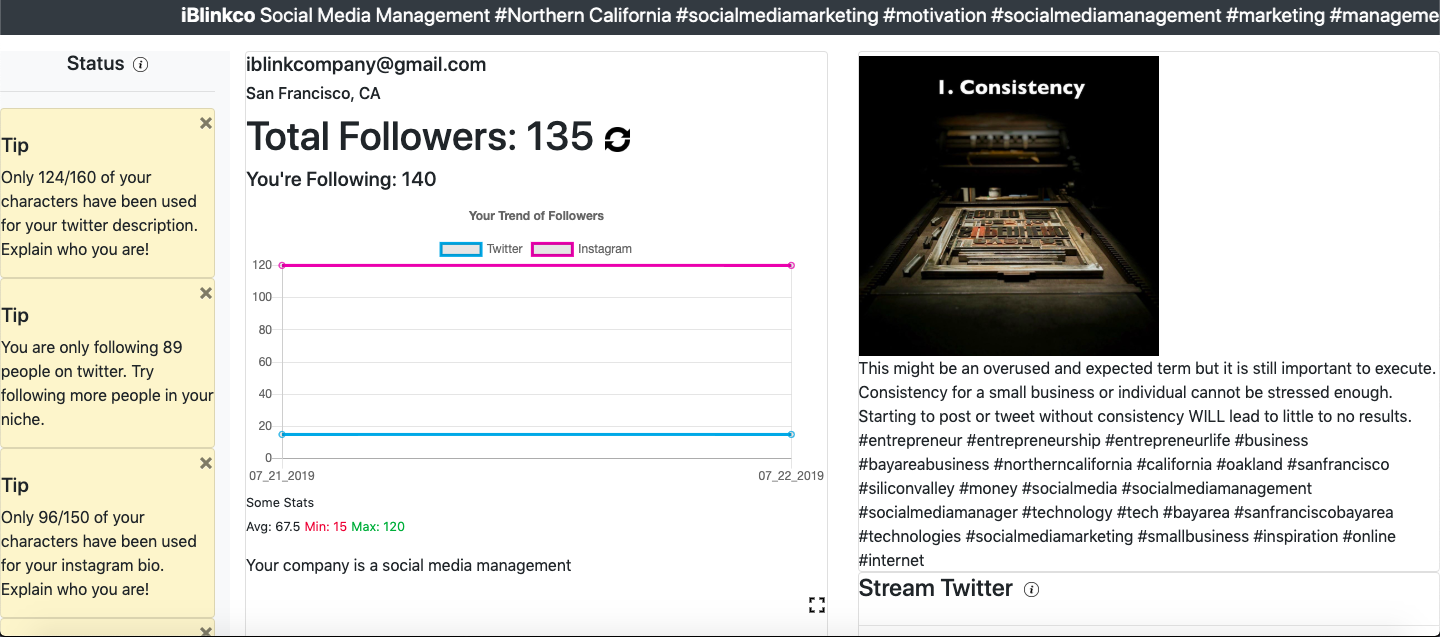 iBlinkco Social Media Management #Northern California #socialmediamarketing #motivation #socialmediamanagement #marketing #manageme
Status
Tip
Only 124/160 of your
characters have been used
for your twitter description.
Explain who you are!
Tip
You are only following 89
people on twitter. Try
following more people in your
niche.
Tip
Only 96/150 of your
characters have been used
for your instagram bio.
Explain who you are!
iblinkcompany@gmail.com
San Francisco, CA
Total Followers: 135
You're Following: 140
Your Trend of Followers
Twitter Instagram
120
100
80
60
40
20
0
07_21_2019 07_22_2019
Some Stats
Avg: 67.5 Min: 15 Max: 120
Your company is a social media management
1. Consistency
This might be an overused and expected term but it is still important to execute.
Consistency for a small business or individual cannot be stressed enough.
Starting to post or tweet without consistency WILL lead to little to no results.
#entrepreneur #entrepreneurship #entrepreneurlife #business
#bayareabusiness #northerncalifornia #california #oakland #sanfrancisco
#siliconvalley #money #socialmedia #socialmediamanagement
#socialmediamanager #technology #tech #bayarea #sanfranciscobayarea
#technologies #socialmediamarketing #smallbusiness #inspiration #online
#internet
Stream Twitter